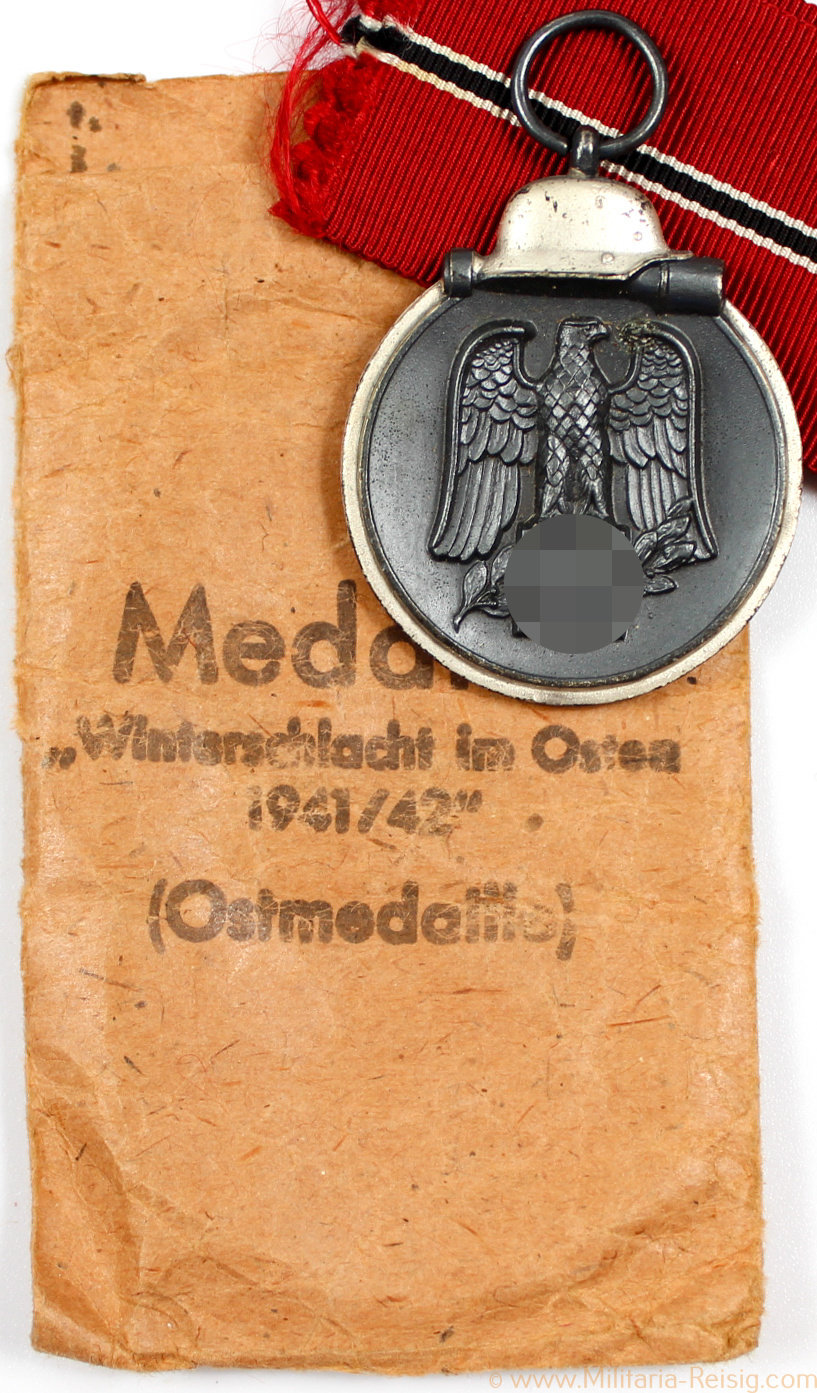 Meda
„Winterschlacht im Osten
1941/42"
(Ostmedaille)
© www.Militaria-Reisig.com